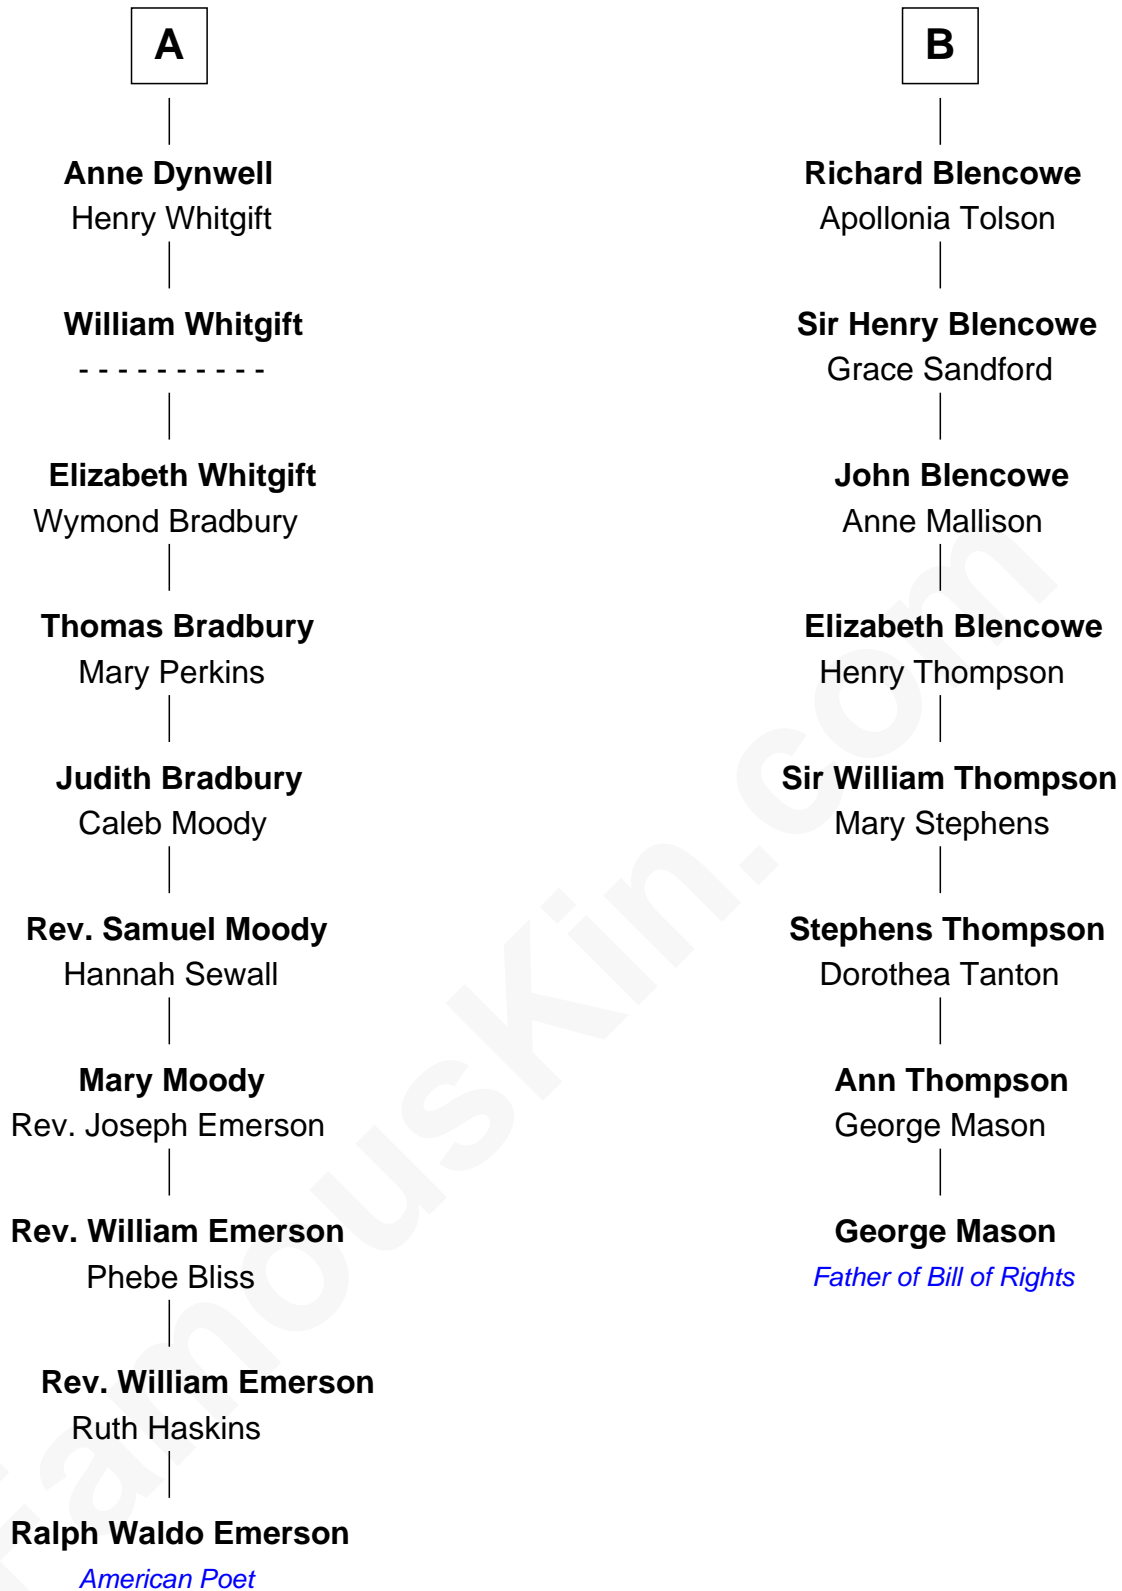 A
Anne Dynwell
Henry Whitgift
William Whitgift
- - - - - - - - - -
Elizabeth Whitgift
Wymond Bradbury
Thomas Bradbury
Mary Perkins
Judith Bradbury
Caleb Moody
Rev. Samuel Moody
Hannah Sewall
Mary Moody
Rev. Joseph Emerson
Rev. William Emerson
Phebe Bliss
Rev. William Emerson
Ruth Haskins
Ralph Waldo Emerson
American Poet
B
Richard Blencowe
Apollonia Tolson
Sir Henry Blencowe
Grace Sandford
John Blencowe
Anne Mallison
Elizabeth Blencowe
Henry Thompson
Sir William Thompson
Mary Stephens
Stephens Thompson
Dorothea Tanton
Ann Thompson
George Mason
George Mason
Father of Bill of Rights
FamousKin.com